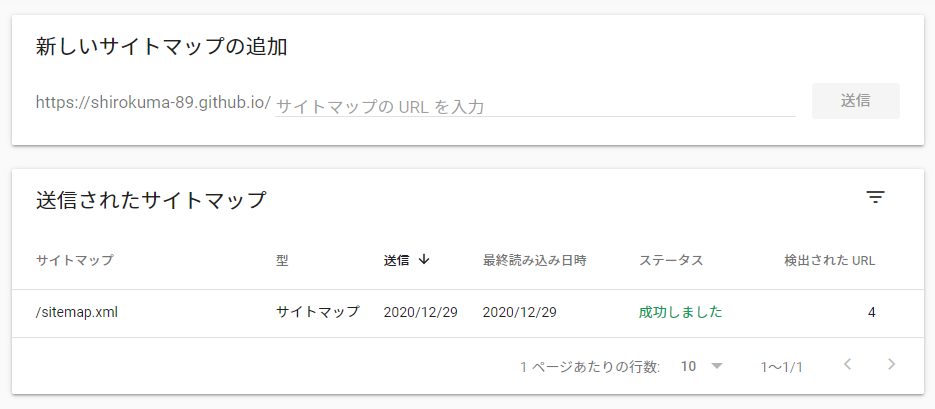 新しいサイトマップの追加
https://shirokuma-89.github.io/ サイトマップの URL を入力 送信
送信されたサイトマップ
サイトマップ 型 送信 最終読み込み日時 ステータス 検出された URL
/sitemap.xml サイトマップ 2020/12/29 2020/12/29 成功しました 4
1 ページあたりの行数: 10 1～1/1